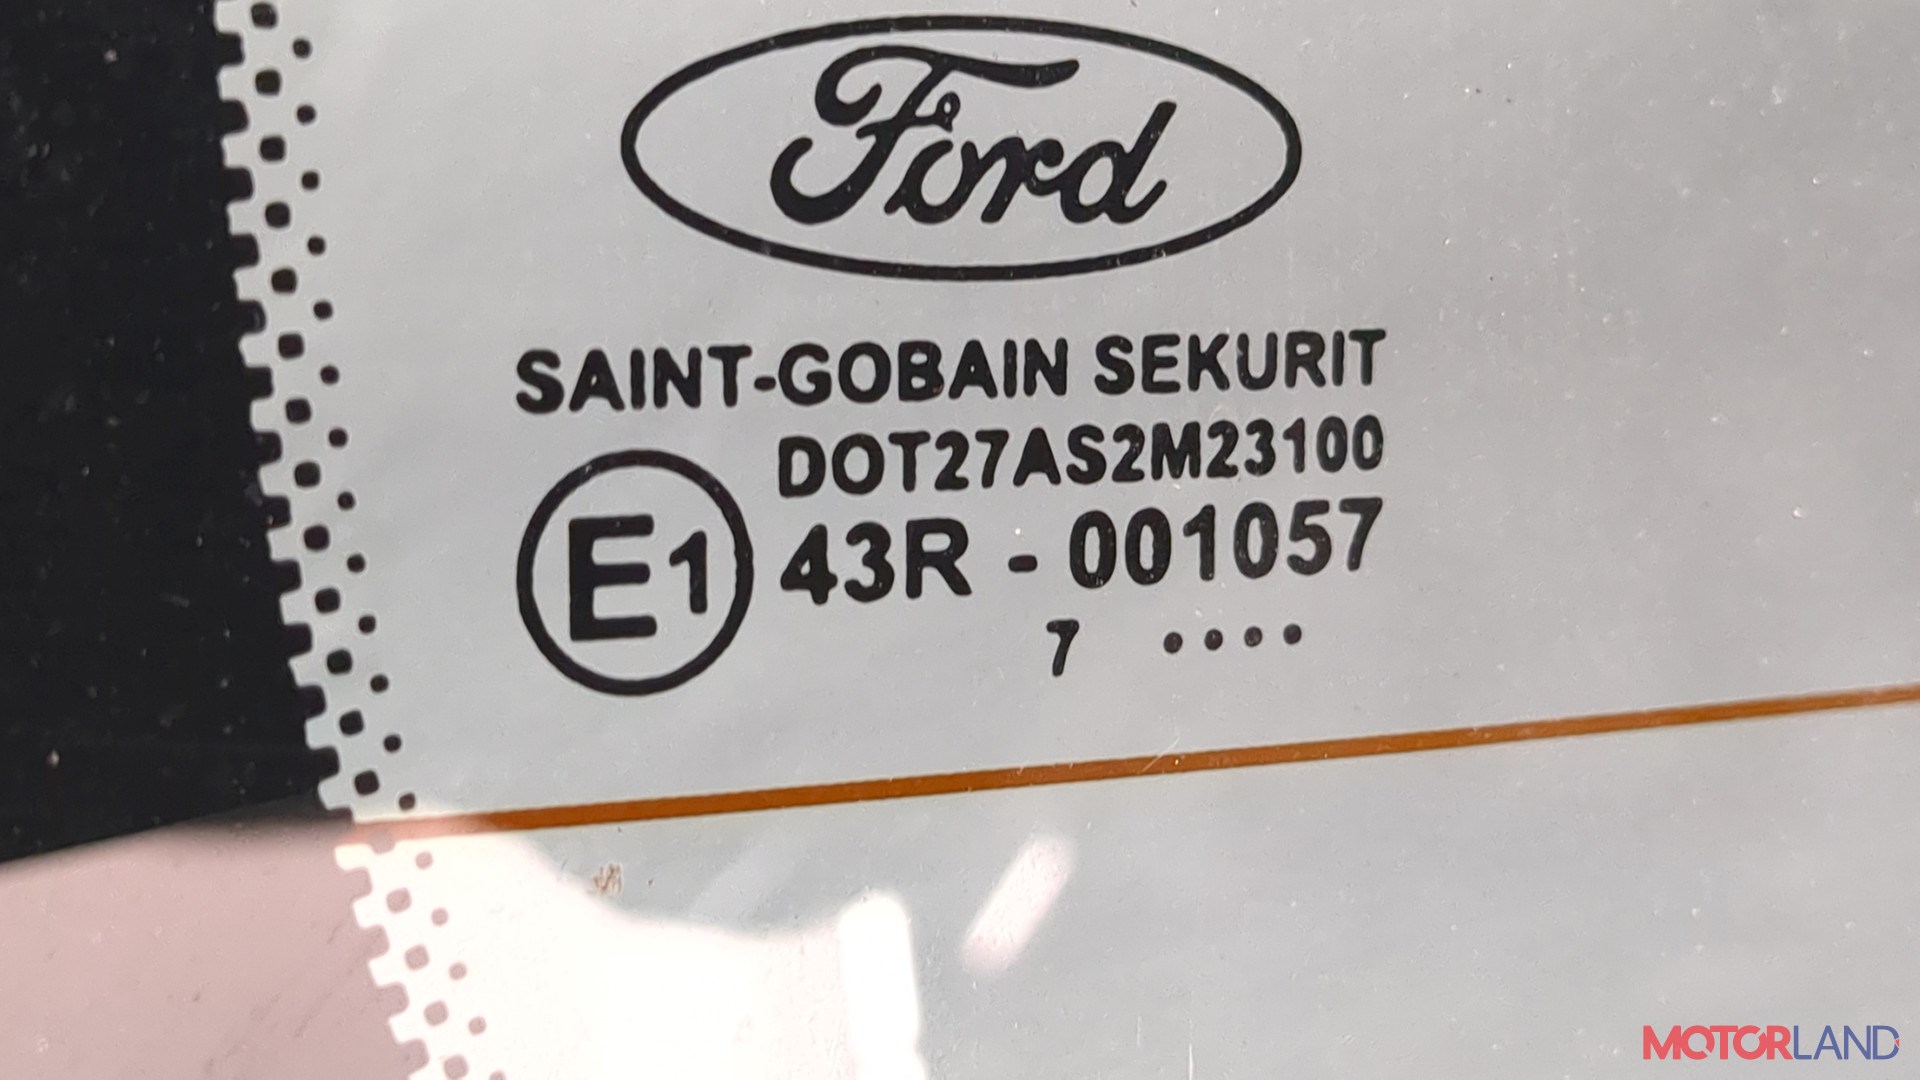 Ford
SAINT-GOBAIN SEKURIT
DOT27AS2M23100
E1 43R - 001057
7 ....
MOTORLAND